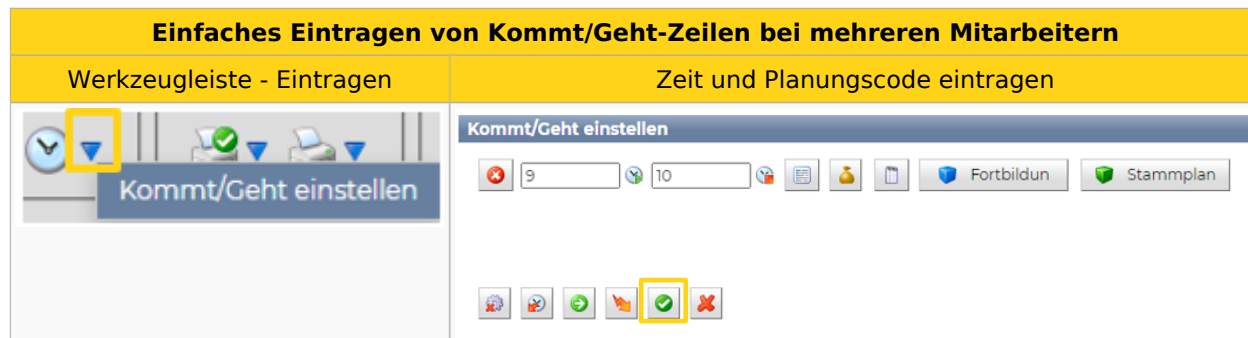 Einfaches Eintragen von Kommt/Geht-Zeilen bei mehreren Mitarbeitern
Werkzeugleiste - Eintragen
Zeit und Planungscode eintragen
Kommt/Geht einstellen
Kommt/Geht einstellen
9 10 Fortbildun Stammplan